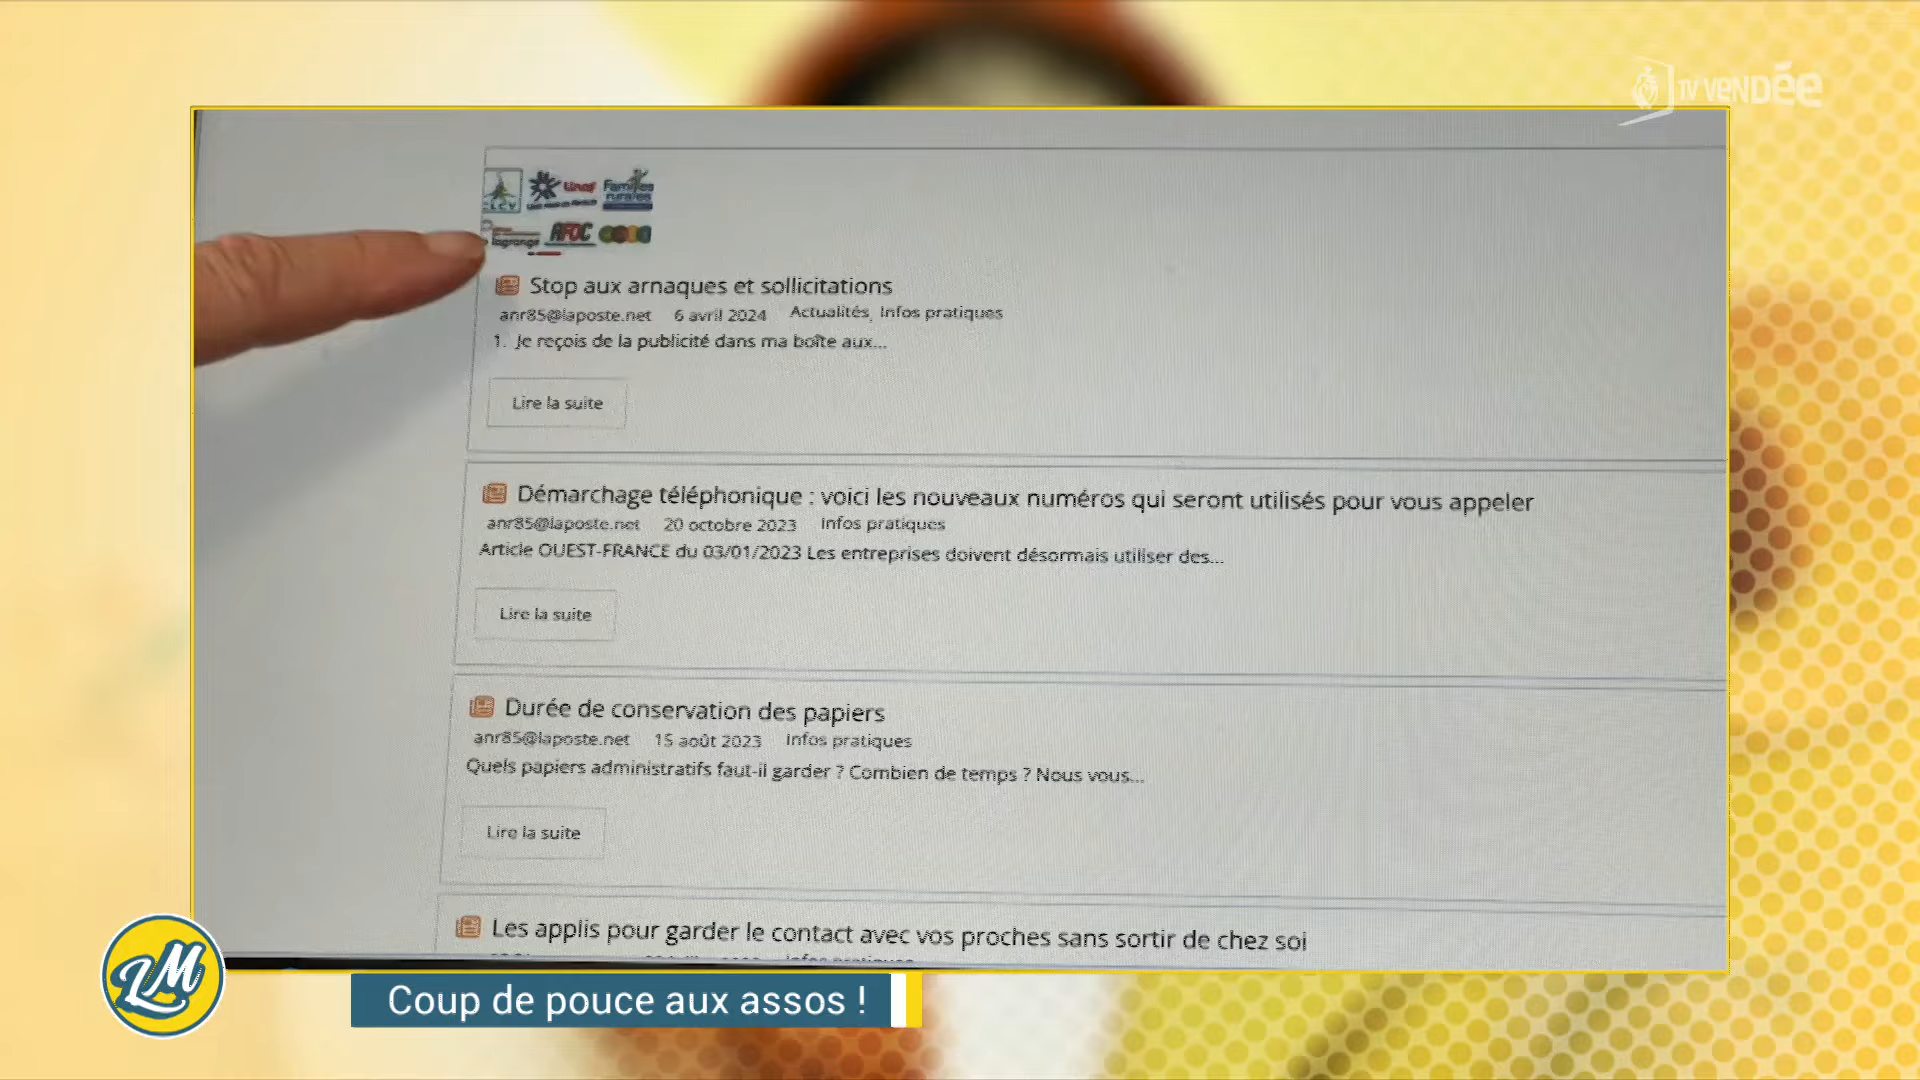 TV VENDÉE
CLCV Unaf Familles rurales
lagrange AFOC
Stop aux arnaques et sollicitations
anr85@laposte.net 6 avril 2024 Actualités, Infos pratiques
1. Je reçois de la publicité dans ma boîte aux...
Lire la suite
Démarchage téléphonique : voici les nouveaux numéros qui seront utilisés pour vous appeler
anr85@laposte.net 20 octobre 2023 Infos pratiques
Article OUEST-FRANCE du 03/01/2023 Les entreprises doivent désormais utiliser des...
Lire la suite
Durée de conservation des papiers
anr85@laposte.net 15 août 2023 Infos pratiques
Quels papiers administratifs faut-il garder ? Combien de temps ? Nous vous...
Lire la suite
Les applis pour garder le contact avec vos proches sans sortir de chez soi
LM
Coup de pouce aux assos !